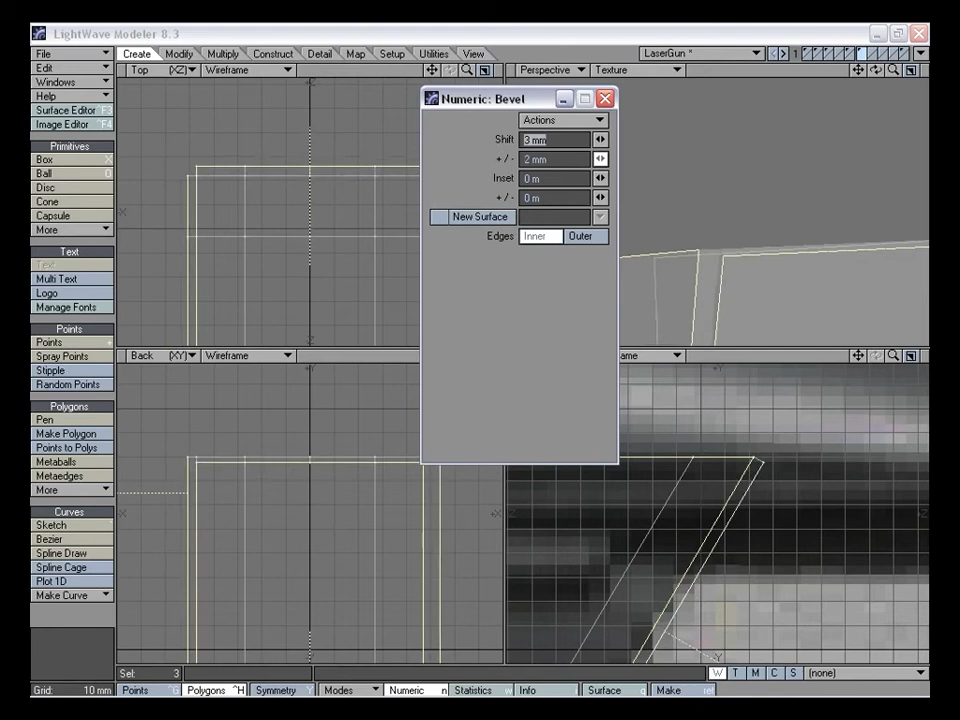 LightWave Modeler 8.3
File
Create Modify Multiply Construct Detail Map Setup Utilities View
LaserGun *
1
Edit
Windows
Help
Surface Editor F3
Image Editor ^F4
Primitives
Box X
Ball O
Disc
Cone
Capsule
More
Text
Text
Multi Text
Logo
Manage Fonts
Points
Points +
Spray Points
Stipple
Random Points
Polygons
Pen
Make Polygon
Points to Polys
Metaballs
Metaedges
More
Curves
Sketch
Bezier
Spline Draw
Spline Cage
Plot 1D
Make Curve
Top (XZ) Wireframe
Perspective Texture
Back (XY) Wireframe
ame
Numeric: Bevel
Actions
Shift 3 mm
+ / - 2 mm
Inset 0 m
+ / - 0 m
New Surface
Edges Inner Outer
Sel: 3
W T M C S (none)
Grid: 10 mm
Points ^G Polygons ^H Symmetry Y Modes Numeric n Statistics w Info i Surface q Make ret